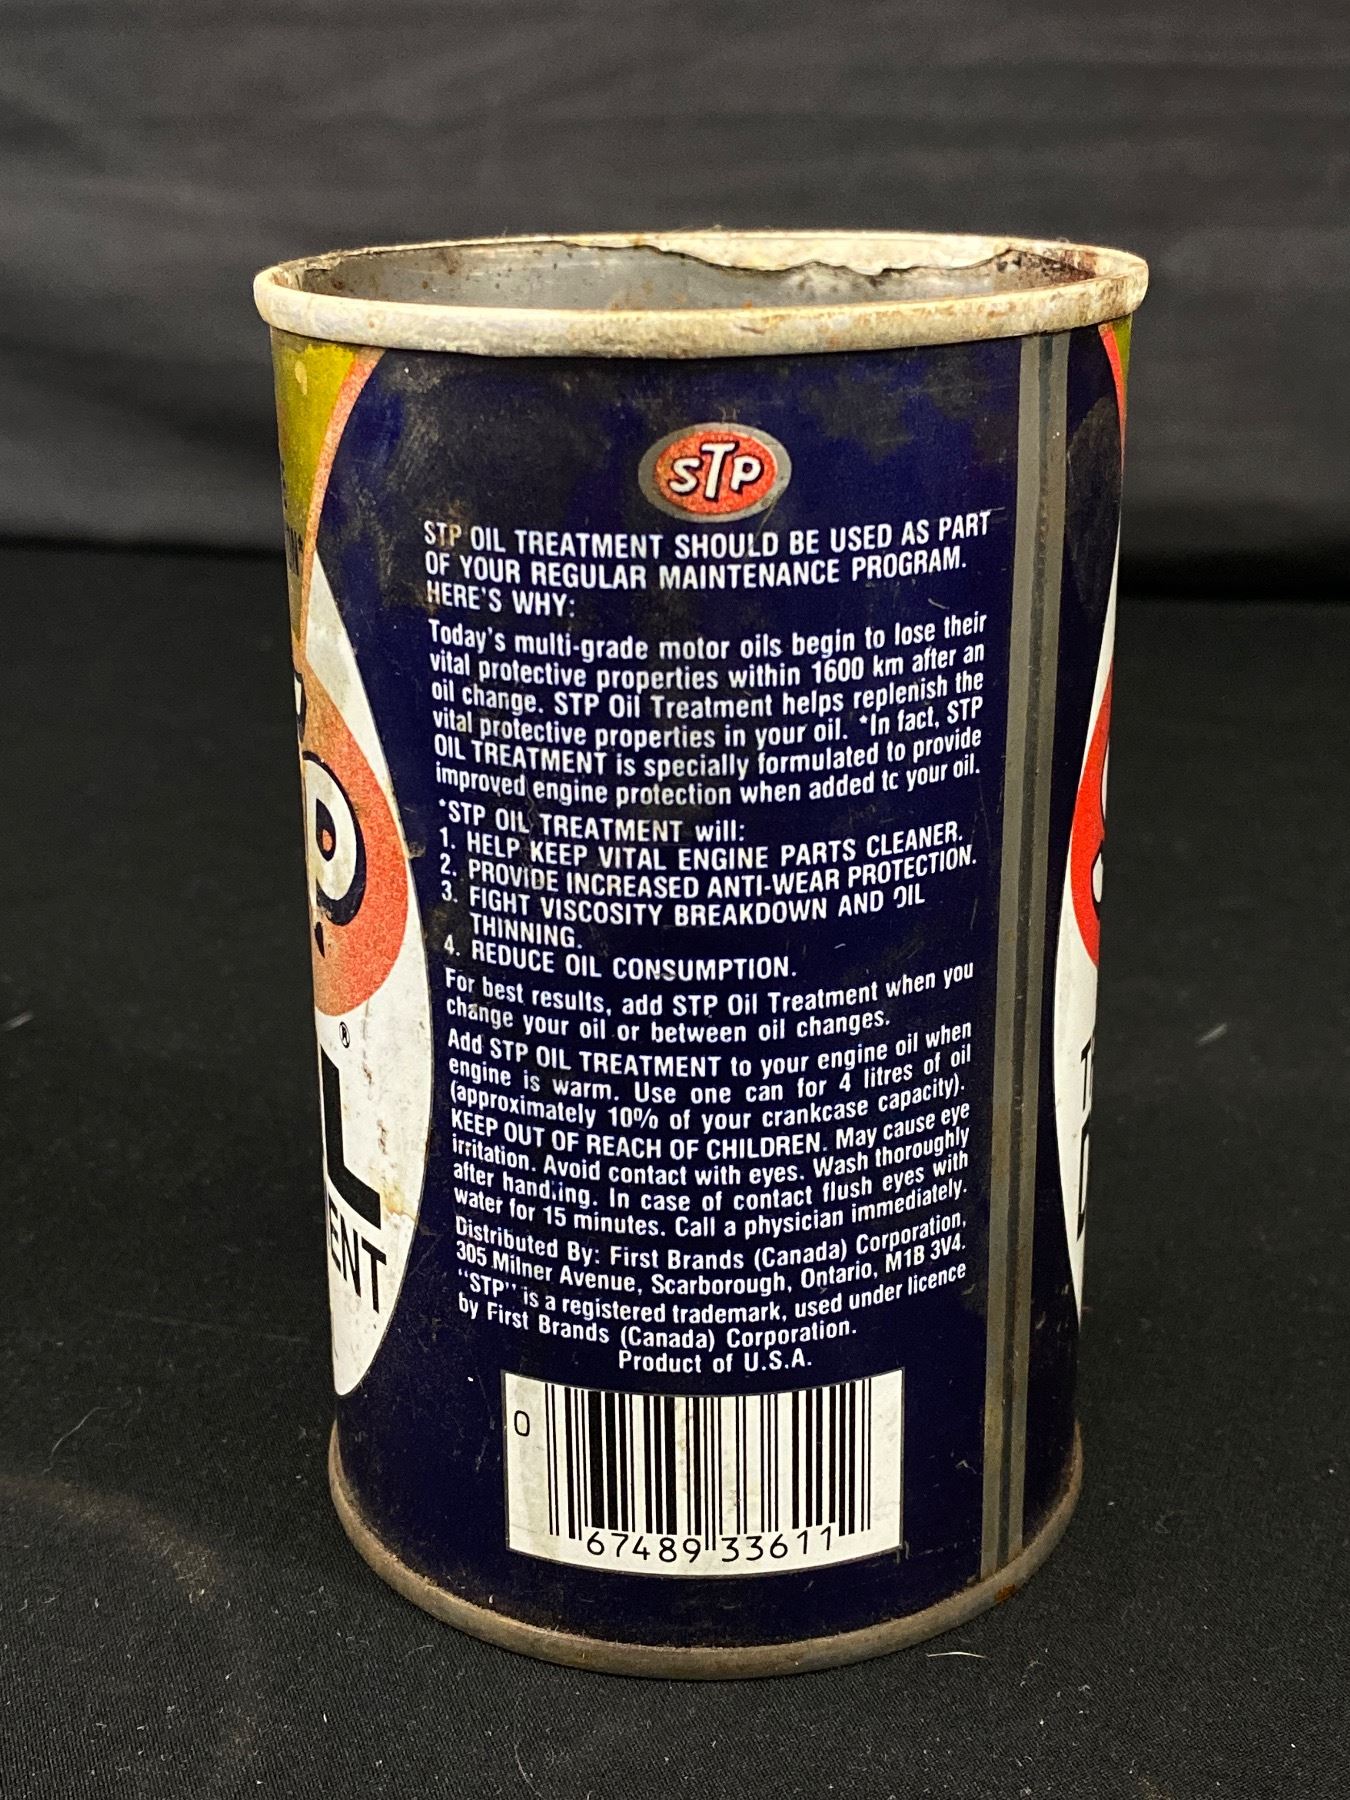 STP
STP OIL TREATMENT SHOULD BE USED AS PART
OF YOUR REGULAR MAINTENANCE PROGRAM.
HERE'S WHY:
Today's multi-grade motor oils begin to lose their
vital protective properties within 1600 km after an
oil change. STP Oil Treatment helps replenish the
vital protective properties in your oil. *In fact, STP
OIL TREATMENT is specially formulated to provide
improved engine protection when added to your oil.
*STP OIL TREATMENT will:
1. HELP KEEP VITAL ENGINE PARTS CLEANER.
2. PROVIDE INCREASED ANTI-WEAR PROTECTION.
3. FIGHT VISCOSITY BREAKDOWN AND OIL
THINNING.
4. REDUCE OIL CONSUMPTION.
For best results, add STP Oil Treatment when you
change your oil or between oil changes.
Add STP OIL TREATMENT to your engine oil when
engine is warm. Use one can for 4 litres of oil
(approximately 10% of your crankcase capacity).
KEEP OUT OF REACH OF CHILDREN. May cause eye
irritation. Avoid contact with eyes. Wash thoroughly
after handling. In case of contact flush eyes with
water for 15 minutes. Call a physician immediately.
Distributed By: First Brands (Canada) Corporation,
305 Milner Avenue, Scarborough, Ontario, M1B 3V4.
"STP" is a registered trademark, used under licence
by First Brands (Canada) Corporation.
Product of U.S.A.
0 67489 33611
P
®
L
ENT